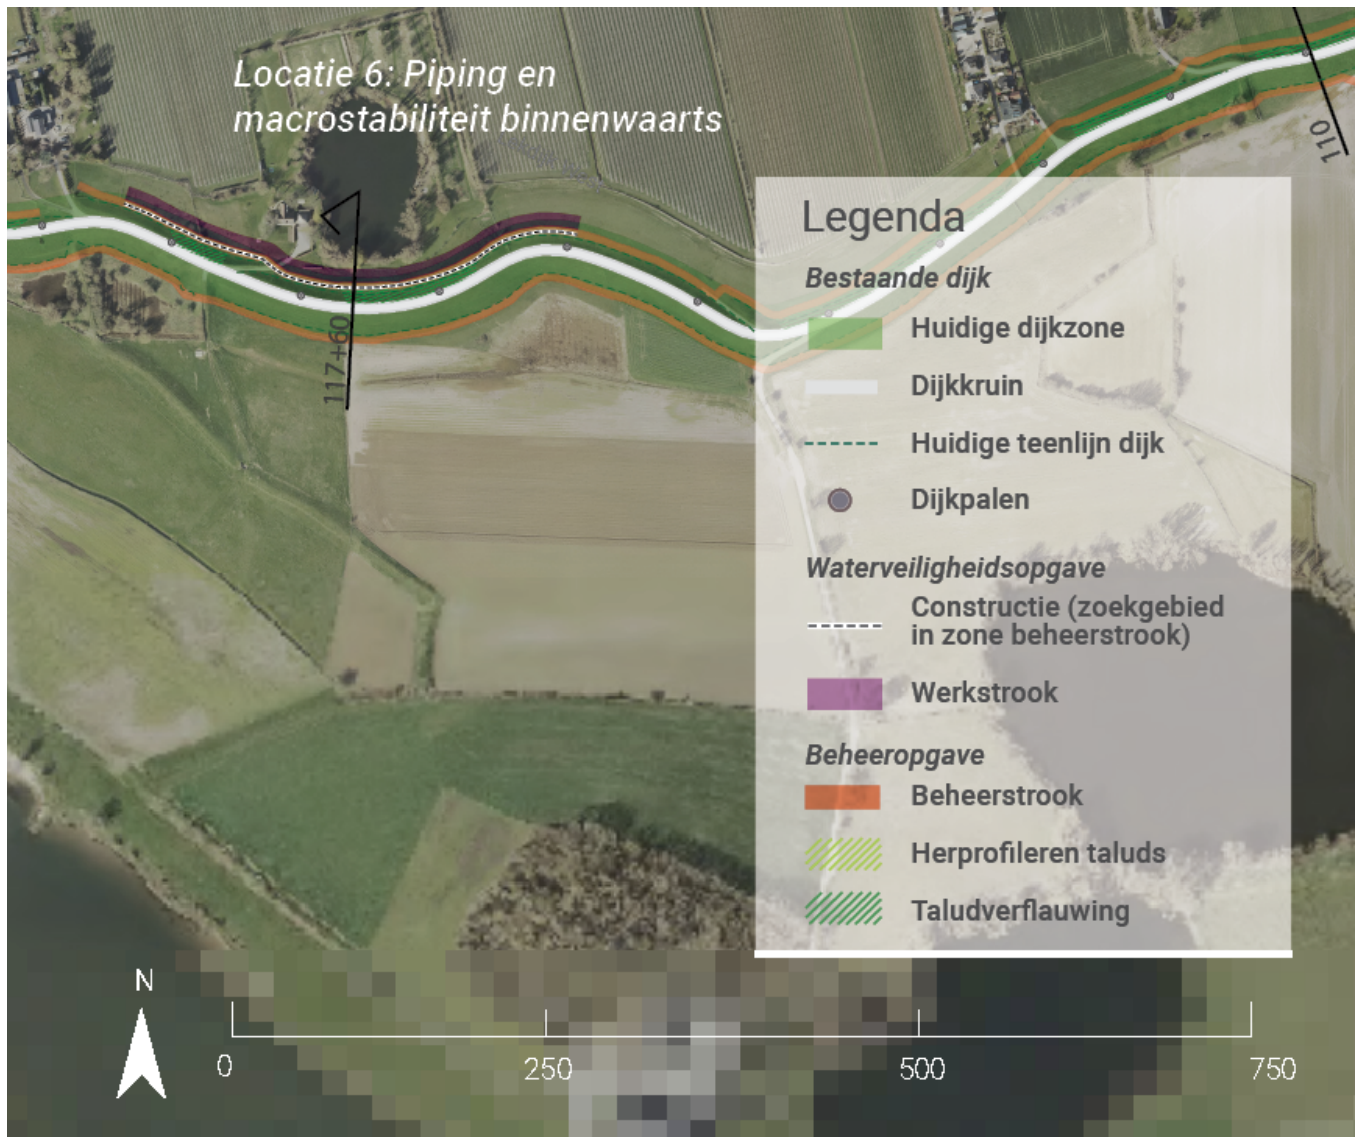 Locatie 6: Piping en
macrostabiliteit binnenwaarts
110
117+60
Legenda
Bestaande dijk
Huidige dijkzone
Dijkkruin
Huidige teenlijn dijk
Dijkpalen
Waterveiligheidsopgave
Constructie (zoekgebied
in zone beheerstrook)
Werkstrook
Beheeropgave
Beheerstrook
Herprofileren taluds
Taludverflauwing
N
0 250 500 750